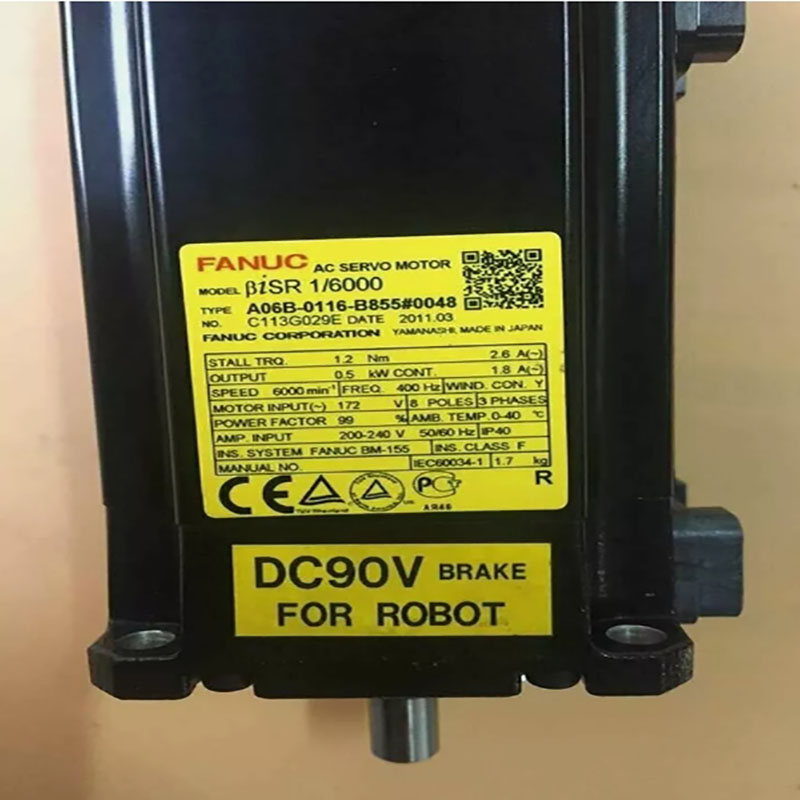 FANUC AC SERVO MOTOR
MODEL βiSR 1/6000
TYPE A06B-0116-B855#0048
NO. C113G029E DATE 2011.03
FANUC CORPORATION YAMANASHI, MADE IN JAPAN
STALL TRQ. 1.2 Nm 2.6 A(~)
OUTPUT 0.5 kW CONT. 1.8 A(~)
SPEED 6000 min⁻¹ FREQ. 400 Hz WIND. CON. Y
MOTOR INPUT(~) 172 V 8 POLES 3 PHASES
POWER FACTOR 99 % AMB. TEMP. 0-40 °C
AMP. INPUT 200-240 V 50/60 Hz IP40
INS. SYSTEM FANUC BM-155 INS. CLASS F
MANUAL NO. IEC60034-1 1.7 kg
CE R
DC90V BRAKE
FOR ROBOT